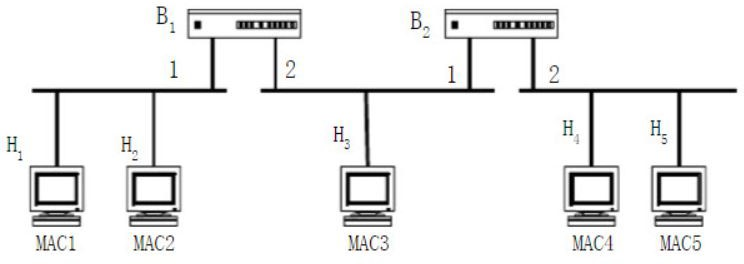 B₁ B₂
1 2 1 2
H₁ H₂ H₃ H₄ H₅
MAC1 MAC2 MAC3 MAC4 MAC5